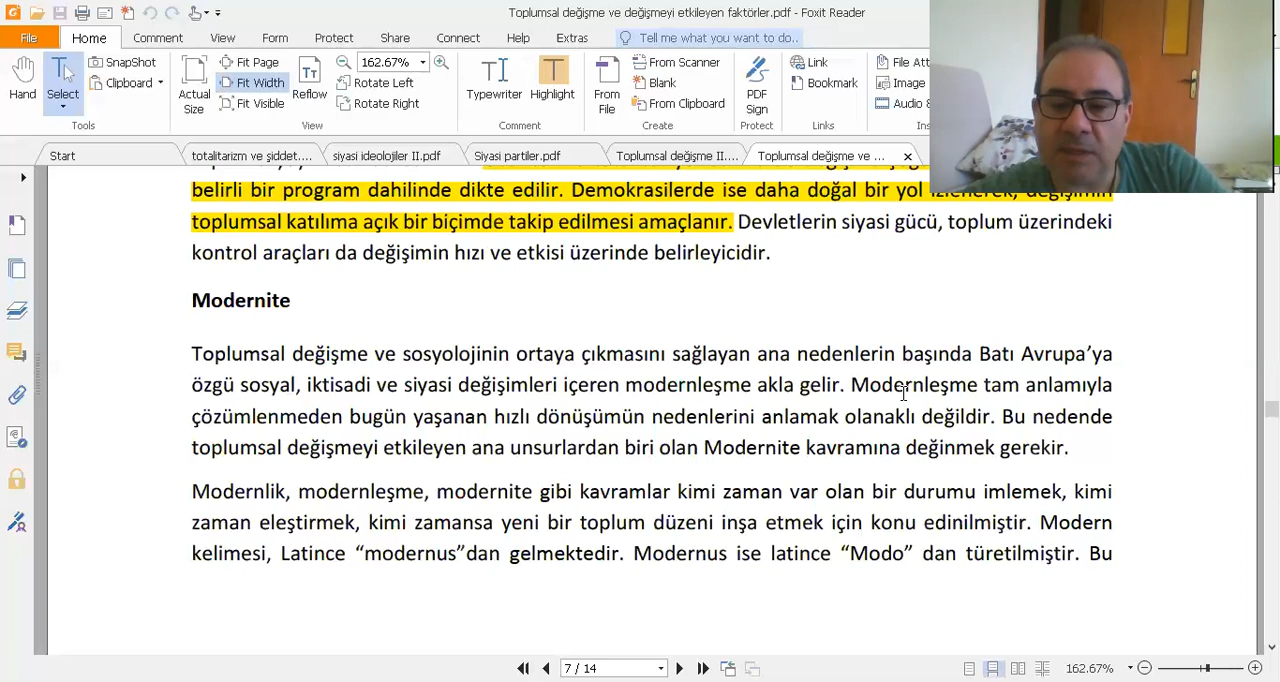 Toplumsal değişme ve değişmeyi etkileyen faktörler.pdf - Foxit Reader
File Home Comment View Form Protect Share Connect Help Extras Tell me what you want to do..
Hand
Select
SnapShot
Clipboard
Tools
Actual Size
Fit Page
Fit Width
Fit Visible
Reflow
162.67%
Rotate Left
Rotate Right
View
Typewriter
Highlight
Comment
From File
From Scanner
Blank
From Clipboard
Create
PDF Sign
Protect
Link
Bookmark
Links
File Att
Image
Audio &
Ins
Start totalitarizm ve şiddet.... siyasi ideolojiler II.pdf Siyasi partiler.pdf Toplumsal değişme II.... Toplumsal değişme ve ...
belirli bir program dahilinde dikte edilir. Demokrasilerde ise daha doğal bir yol izlenerek, değişimin
toplumsal katılıma açık bir biçimde takip edilmesi amaçlanır. Devletlerin siyasi gücü, toplum üzerindeki
kontrol araçları da değişimin hızı ve etkisi üzerinde belirleyicidir.
Modernite
Toplumsal değişme ve sosyolojinin ortaya çıkmasını sağlayan ana nedenlerin başında Batı Avrupa’ya
özgü sosyal, iktisadi ve siyasi değişimleri içeren modernleşme akla gelir. Modernleşme tam anlamıyla
çözümlenmeden bugün yaşanan hızlı dönüşümün nedenlerini anlamak olanaklı değildir. Bu nedende
toplumsal değişmeyi etkileyen ana unsurlardan biri olan Modernite kavramına değinmek gerekir.
Modernlik, modernleşme, modernite gibi kavramlar kimi zaman var olan bir durumu imlemek, kimi
zaman eleştirmek, kimi zamansa yeni bir toplum düzeni inşa etmek için konu edinilmiştir. Modern
kelimesi, Latince “modernus”dan gelmektedir. Modernus ise latince “Modo” dan türetilmiştir. Bu
7 / 14
162.67%